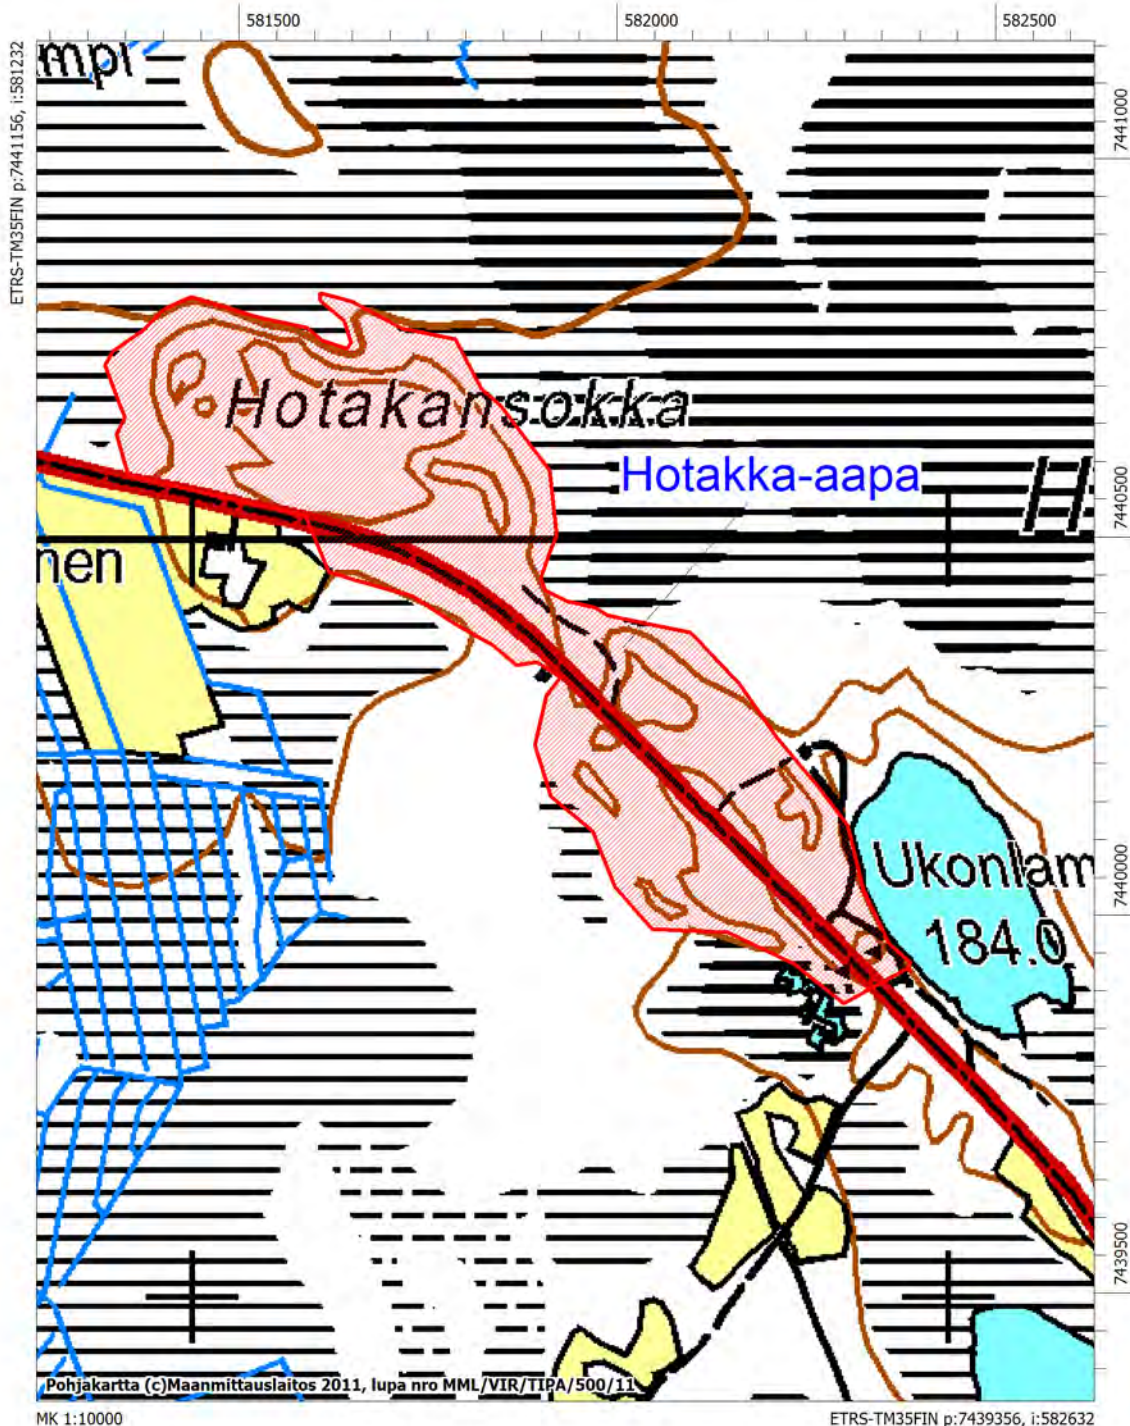 581500
582000
582500
ETRS-TM35FIN p:7441156, i:581232
mpi
7441000
Hotakansokka
Hotakka-aapa
H
7440500
nen
Ukonlam
184.0
7440000
7439500
Pohjakartta (c)Maanmittauslaitos 2011, lupa nro MML/VIR/TIPA/500/11
MK 1:10000
ETRS-TM35FIN p:7439356, i:582632